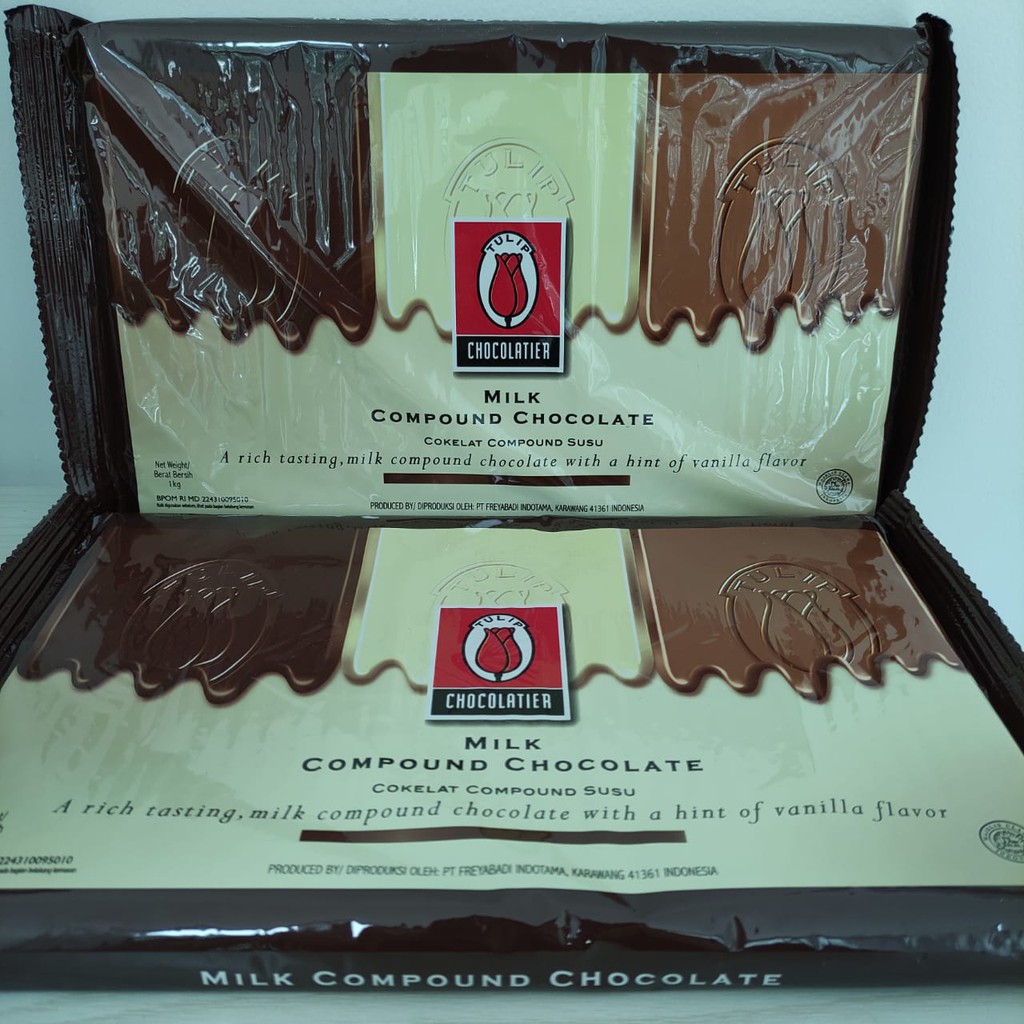 TULIP
TULIP
TULIP
CHOCOLATIER
MILK
COMPOUND CHOCOLATE
COKELAT COMPOUND SUSU
A rich tasting, milk compound chocolate with a hint of vanilla flavor
Net Weight/
Berat Bersih
1 kg
BPOM RI MD 224310095010
PRODUCED BY/ DIPRODUKSI OLEH: PT FREYABADI INDOTAMA, KARAWANG 41361 INDONESIA
TULIP
TULIP
TULIP
TULIP
CHOCOLATIER
MILK
COMPOUND CHOCOLATE
COKELAT COMPOUND SUSU
A rich tasting, milk compound chocolate with a hint of vanilla flavor
224310095010
PRODUCED BY/ DIPRODUKSI OLEH: PT FREYABADI INDOTAMA, KARAWANG 41361 INDONESIA
MILK COMPOUND CHOCOLATE